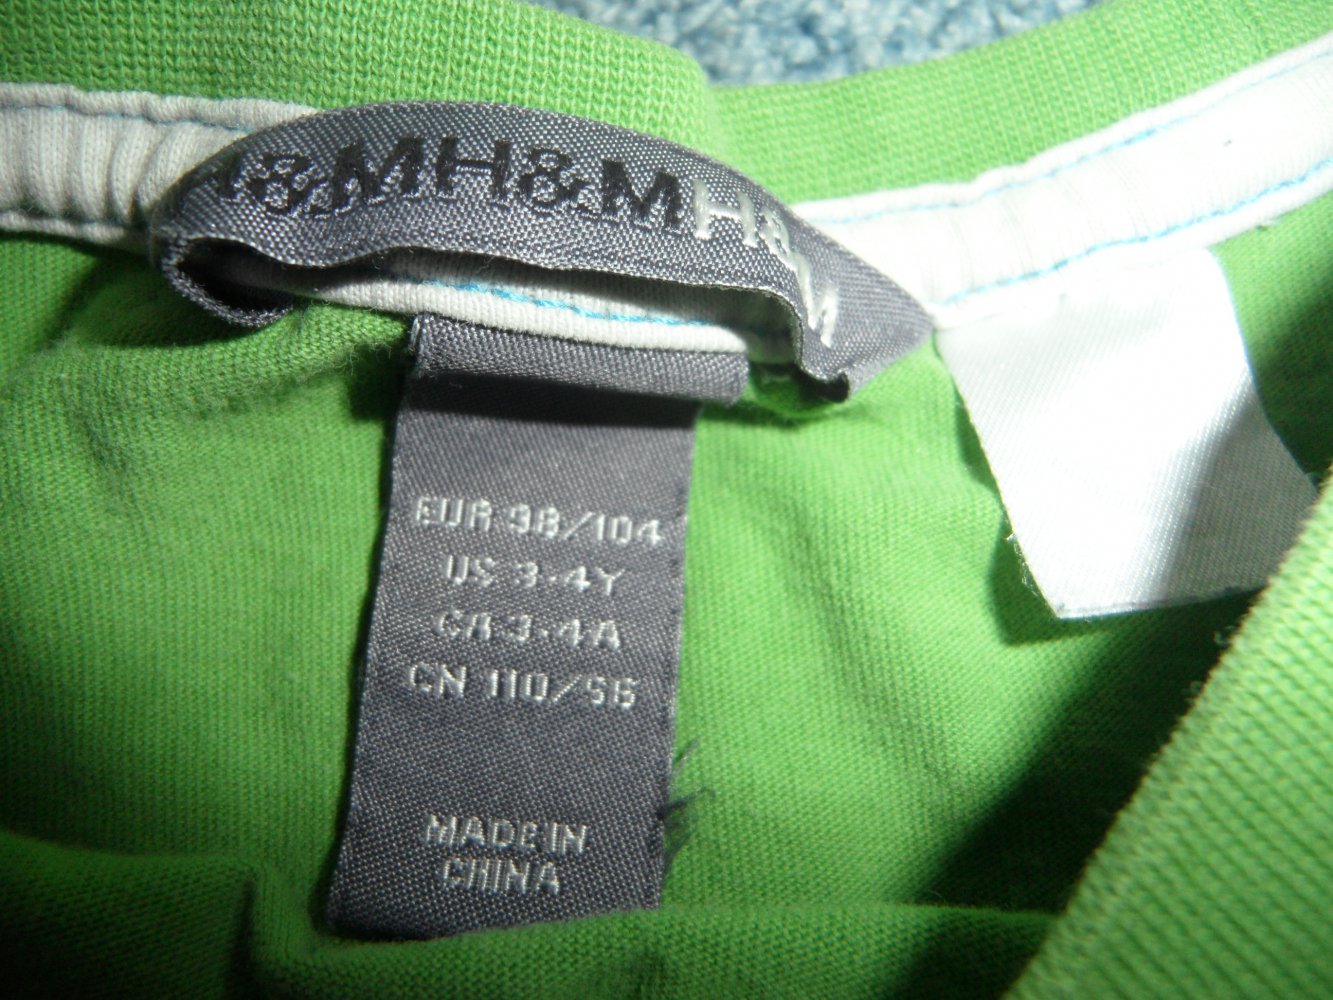 H&MH&MH&M
EUR 98/104
US 3-4Y
CA 3-4A
CN 110/56
MADE IN
CHINA